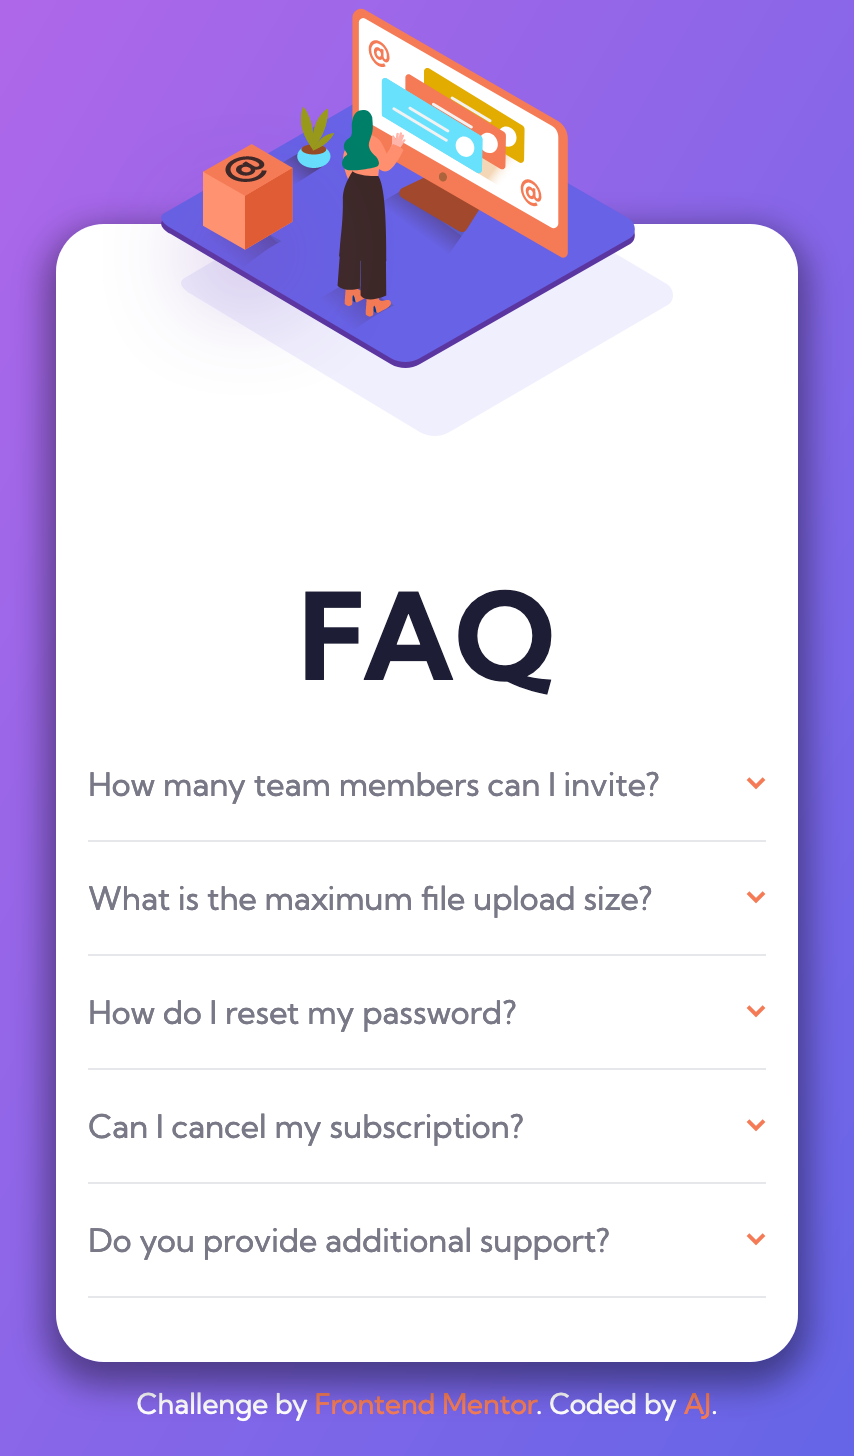 @
@
@
FAQ
How many team members can I invite?
What is the maximum file upload size?
How do I reset my password?
Can I cancel my subscription?
Do you provide additional support?
Challenge by Frontend Mentor. Coded by AJ.